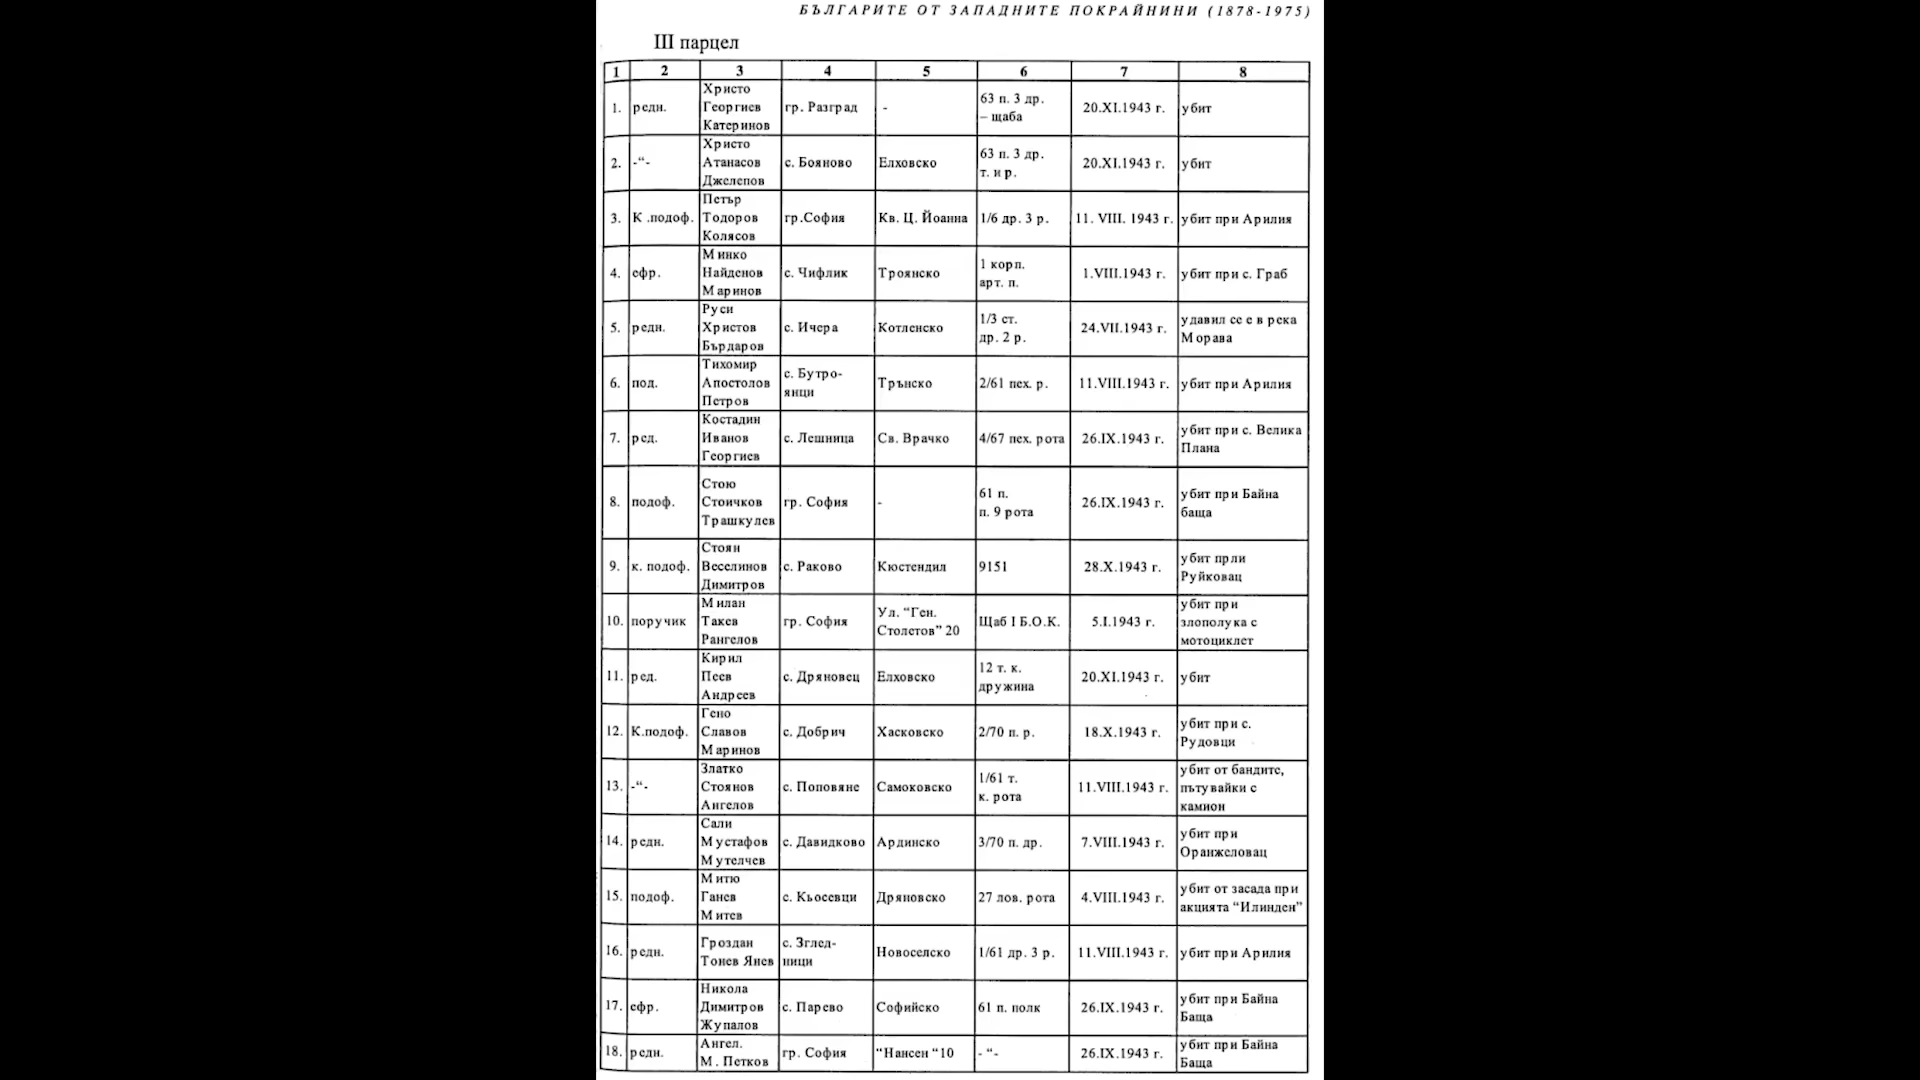 БЪЛГАРИТЕ ОТ ЗАПАДНИТЕ ПОКРАЙНИНИ (1878-1975)
III парцел
1 2 3 4 5 6 7 8
1. редн. Христо Георгиев Катеринов гр. Разград - 63 п. 3 др. – щаба 20.XI.1943 г. убит
2. -“- Христо Атанасов Джелепов с. Бояново Елховско 63 п. 3 др. т. и р. 20.XI.1943 г. убит
3. К .подоф. Петър Тодоров Колясов гр.София Кв. Ц. Йоанна 1/6 др. 3 р. 11. VIII. 1943 г. убит при Арилия
4. ефр. Минко Найденов Маринов с. Чифлик Троянско 1 корп. арт. п. 1.VIII.1943 г. убит при с. Граб
5. редн. Руси Христов Бърдаров с. Ичера Котленско 1/3 ст. др. 2 р. 24.VII.1943 г. удавил се е в река Морава
6. под. Тихомир Апостолов Петров с. Бутро- янци Трънско 2/61 пех. р. 11.VIII.1943 г. убит при Арилия
7. ред. Костадин Иванов Георгиев с. Лешница Св. Врачко 4/67 пех. рота 26.IX.1943 г. убит при с. Велика Плана
8. подоф. Стою Стоичков Трашкулев гр. София - 61 п. п. 9 рота 26.IX.1943 г. убит при Байна баща
9. к. подоф. Стоян Веселинов Димитров с. Раково Кюстендил 9151 28.X.1943 г. убит прли Руйковац
10. поручик Милан Такев Рангелов гр. София Ул. “Ген. Столетов” 20 Щаб I Б.О.К. 5.I.1943 г. убит при злополука с мотоциклет
11. ред. Кирил Пеев Андреев с. Дряновец Елховско 12 т. к. дружина 20.XI.1943 г. убит
12. К.подоф. Гено Славов Маринов с. Добрич Хасковско 2/70 п. р. 18.X.1943 г. убит при с. Рудовци
13. -“- Златко Стоянов Ангелов с. Поповяне Самоковско 1/61 т. к. рота 11.VIII.1943 г. убит от бандите, пътувайки с камион
14. редн. Сали Мустафов Мутелчев с. Давидково Ардинско 3/70 п. др. 7.VIII.1943 г. убит при Оранжеловац
15. подоф. Митю Ганев Митев с. Кьосевци Дряновско 27 лов. рота 4.VIII.1943 г. убит от засада при акцията “Илинден”
16. редн. Гроздан Тонев Янев с. Зглед- ници Новоселско 1/61 др. 3 р. 11.VIII.1943 г. убит при Арилия
17. ефр. Никола Димитров Жупалов с. Парево Софийско 61 п. полк 26.IX.1943 г. убит при Байна Баща
18. редн. Ангел. М. Петков гр. София “Нансен “10 - “- 26.IX.1943 г. убит при Байна Баща